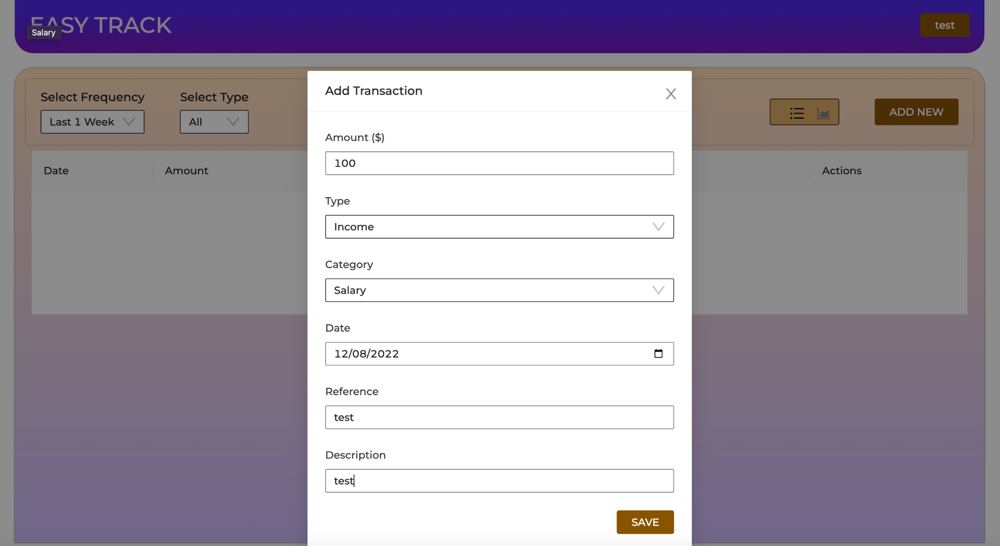 EASY TRACK
Salary
test
Select Frequency
Last 1 Week
Select Type
All
ADD NEW
Date
Amount
Actions
Add Transaction
Amount ($)
100
Type
Income
Category
Salary
Date
12/08/2022
Reference
test
Description
test
SAVE